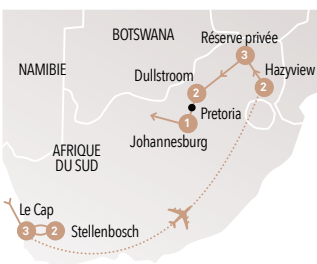 BOTSWANA
Réserve privée
3
NAMIBIE
Dullstroom
Hazyview
2
2
Pretoria
1
Johannesburg
AFRIQUE
DU SUD
Le Cap
3
2
Stellenbosch